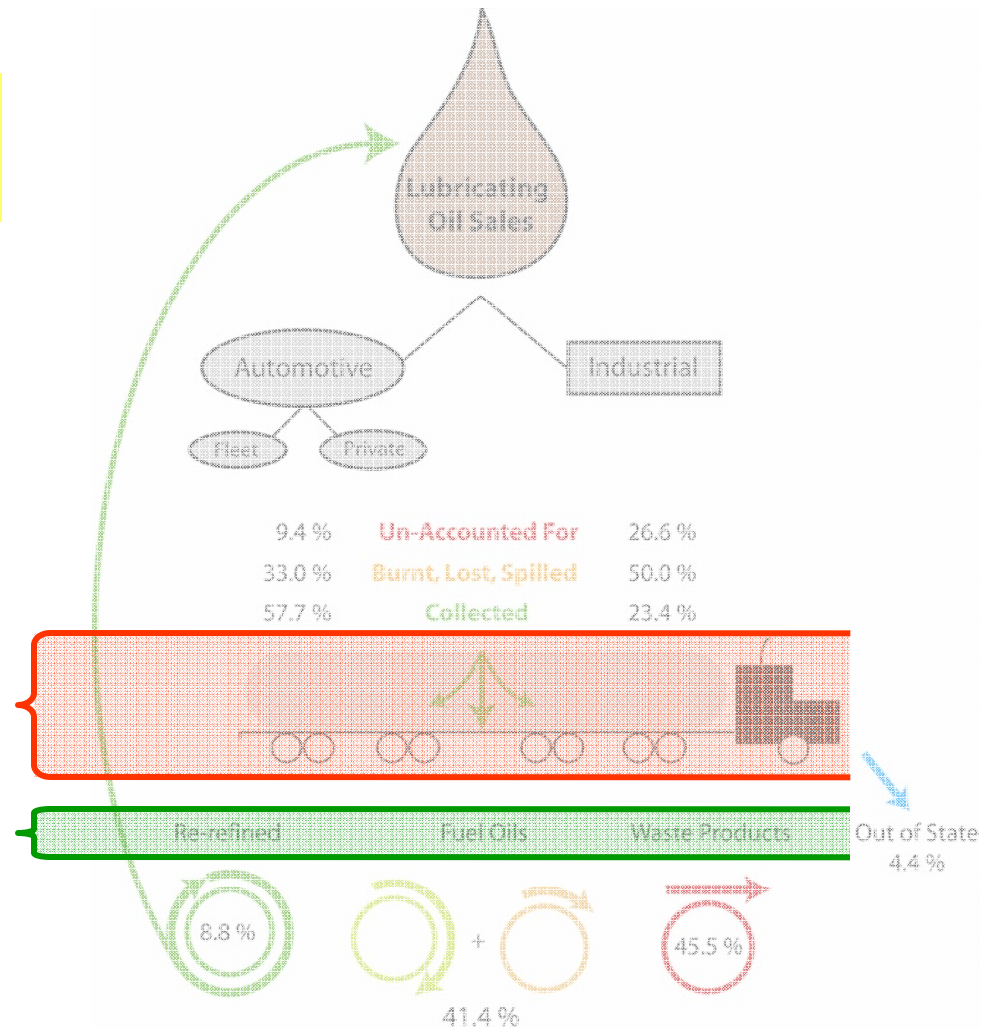 Lubricating
Oil Sales
Automotive
Industrial
Fleet
Private
9.4 % Un-Accounted For 26.6 %
33.0 % Burnt, Lost, Spilled 50.0 %
57.7 % Collected 23.4 %
Re-refined Fuel Oils Waste Products Out of State
4.4 %
8.8 % + 45.5 %
41.4 %